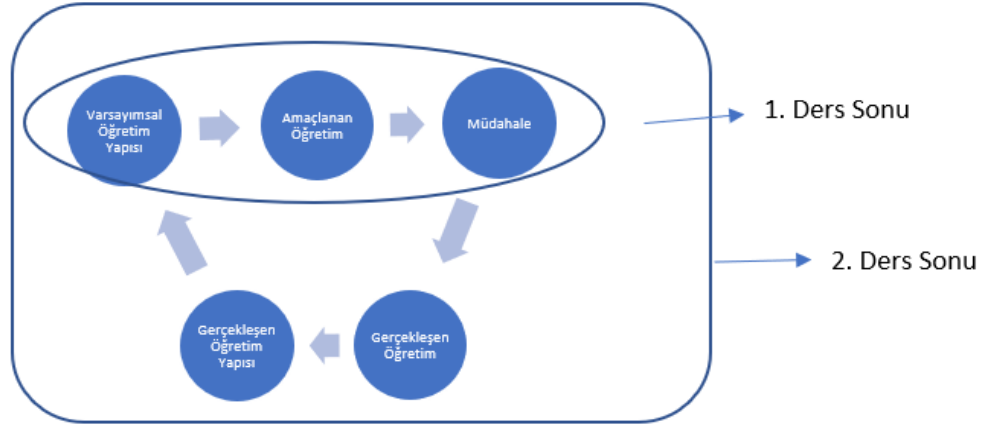 Varsayımsal
Öğretim
Yapısı
Amaçlanan
Öğretim
Müdahale
1. Ders Sonu
2. Ders Sonu
Gerçekleşen
Öğretim
Yapısı
Gerçekleşen
Öğretim